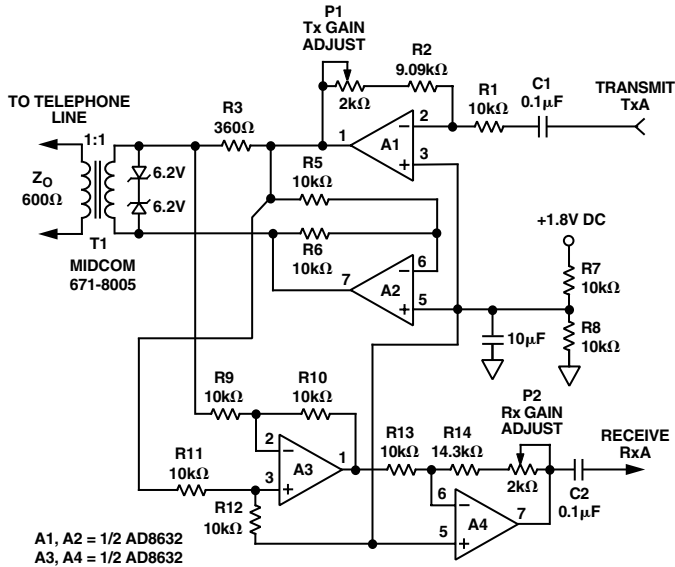 P1
Tx GAIN
ADJUST
2kΩ
R2
9.09kΩ
R1
10kΩ
C1
0.1µF
TRANSMIT
TxA
TO TELEPHONE
LINE
1:1
ZO
600Ω
6.2V
6.2V
T1
MIDCOM
671-8005
R3
360Ω
1
2
3
A1
R5
10kΩ
R6
10kΩ
7
6
5
A2
+1.8V DC
R7
10kΩ
R8
10kΩ
10µF
R9
10kΩ
R10
10kΩ
R11
10kΩ
R12
10kΩ
2
3
1
A3
R13
10kΩ
R14
14.3kΩ
P2
Rx GAIN
ADJUST
2kΩ
6
5
7
A4
RECEIVE
RxA
C2
0.1µF
A1, A2 = 1/2 AD8632
A3, A4 = 1/2 AD8632